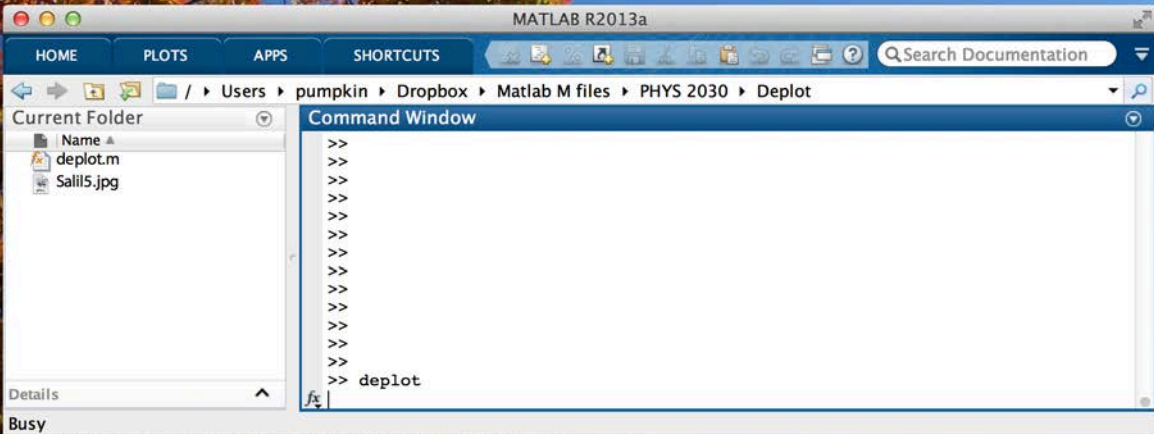 MATLAB R2013a
HOME PLOTS APPS SHORTCUTS Search Documentation
/ ▸ Users ▸ pumpkin ▸ Dropbox ▸ Matlab M files ▸ PHYS 2030 ▸ Deplot
Current Folder
Name
deplot.m
Salil5.jpg
Details
Command Window
>>
>>
>>
>>
>>
>>
>>
>>
>>
>>
>>
>>
>>
>> deplot
fx
Busy